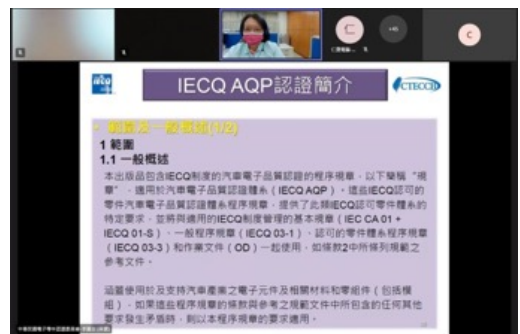 +45
C
IECQ
IECQ AQP認證簡介
CTECCB
• 範圍及一般概述(1/2)
1 範圍
1.1 一般概述
本出版品包含IECQ制度的汽車電子品質認證的程序規章，以下簡稱“規
章”，適用於汽車電子品質認證體系（IECQ AQP）。這些IECQ認可的
零件汽車電子品質認證體系程序規章，提供了此類IECQ認可零件體系的
特定要求，並將與適用的IECQ制度管理的基本規章（IEC CA 01 +
IECQ 01-S）、一般程序規章（IECQ 03-1）、認可的零件體系程序規章
（IECQ 03-3）和作業文件（OD）一起使用，如條款2中所條列規範之
參考文件。
涵蓋使用於及支持汽車產業之電子元件及相關材料和零組件（包括模
組），如果這些程序規章的條款與參考之規範文件中所包含的任何其他
要求發生矛盾時，則以本程序規章的要求適用。